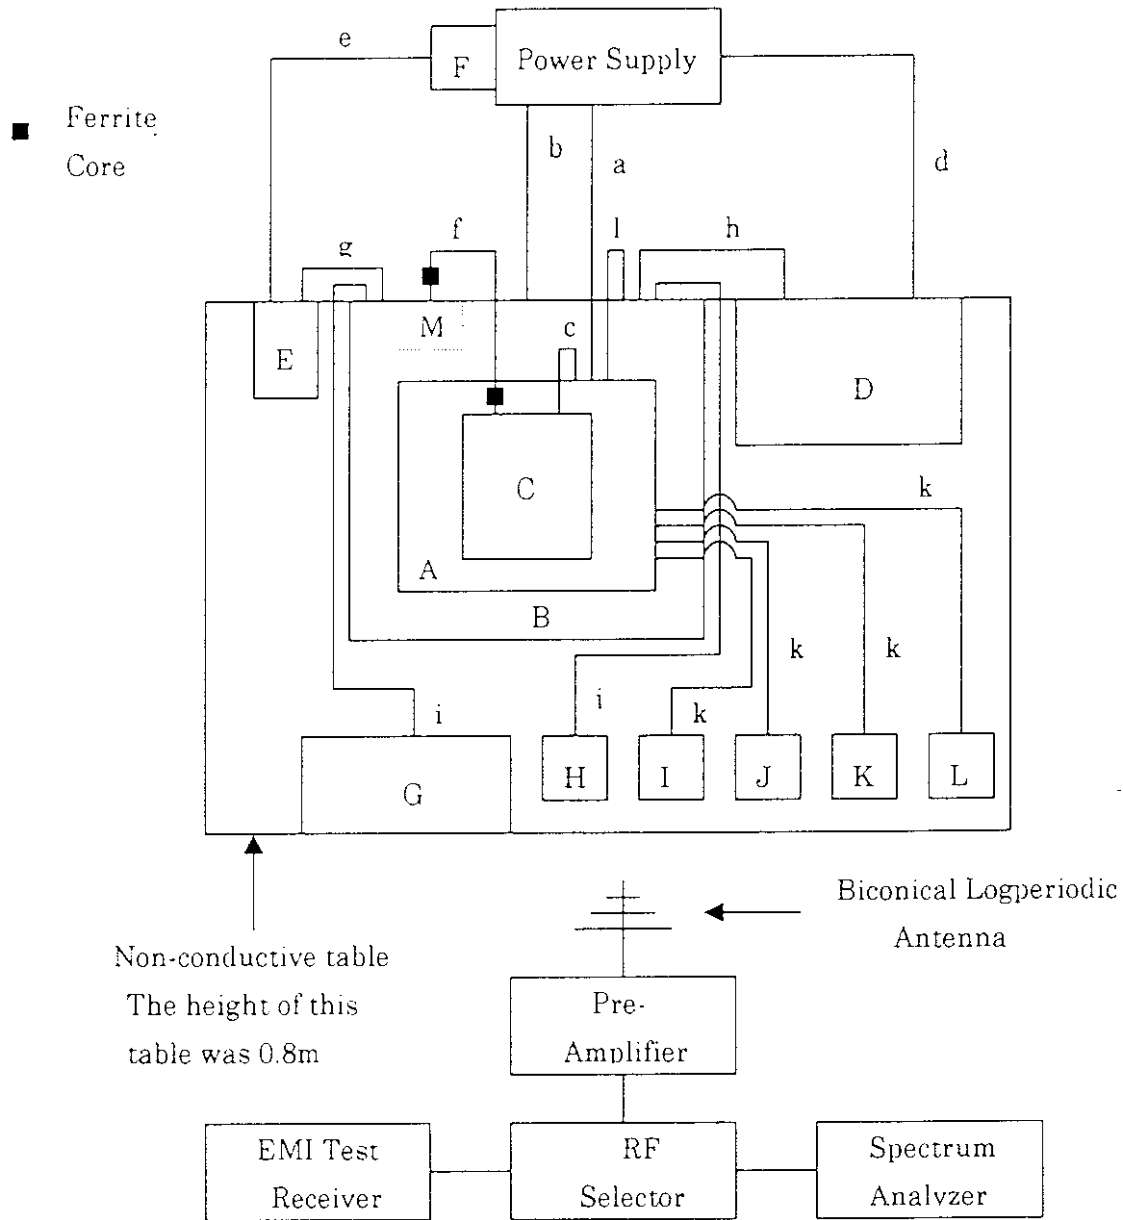 e
F
Power Supply
Ferrite
Core
b
a
d
f
l
h
g
M
c
E
D
C
k
A
B
k
k
i
i
k
G
H
I
J
K
L
Biconical Logperiodic
Antenna
Non-conductive table
The height of this
table was 0.8m
Pre-
Amplifier
EMI Test
Receiver
RF
Selector
Spectrum
Analyzer